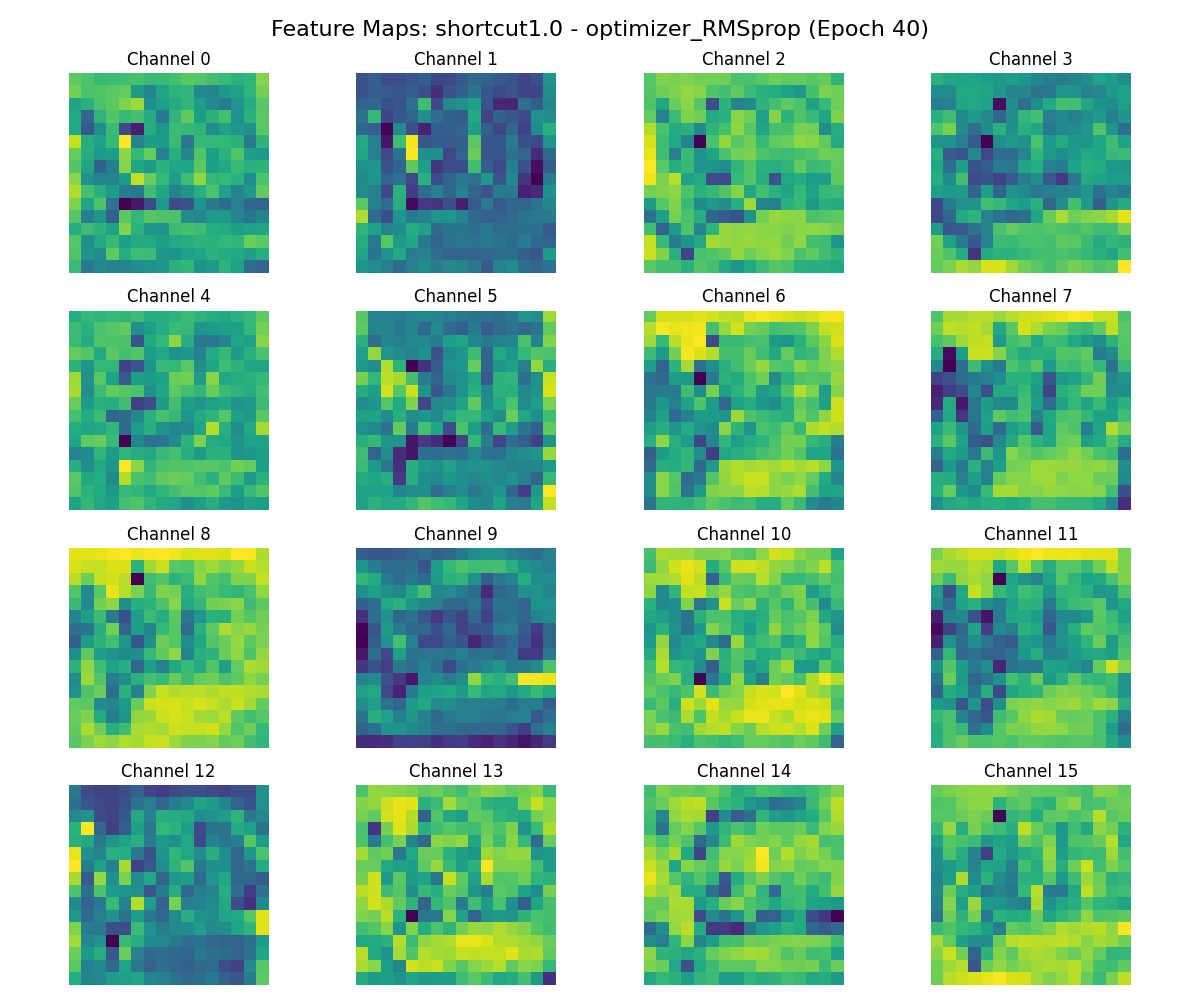 Feature Maps: shortcut1.0 - optimizer_RMSprop (Epoch 40)
Channel 0
Channel 1
Channel 2
Channel 3
Channel 4
Channel 5
Channel 6
Channel 7
Channel 8
Channel 9
Channel 10
Channel 11
Channel 12
Channel 13
Channel 14
Channel 15